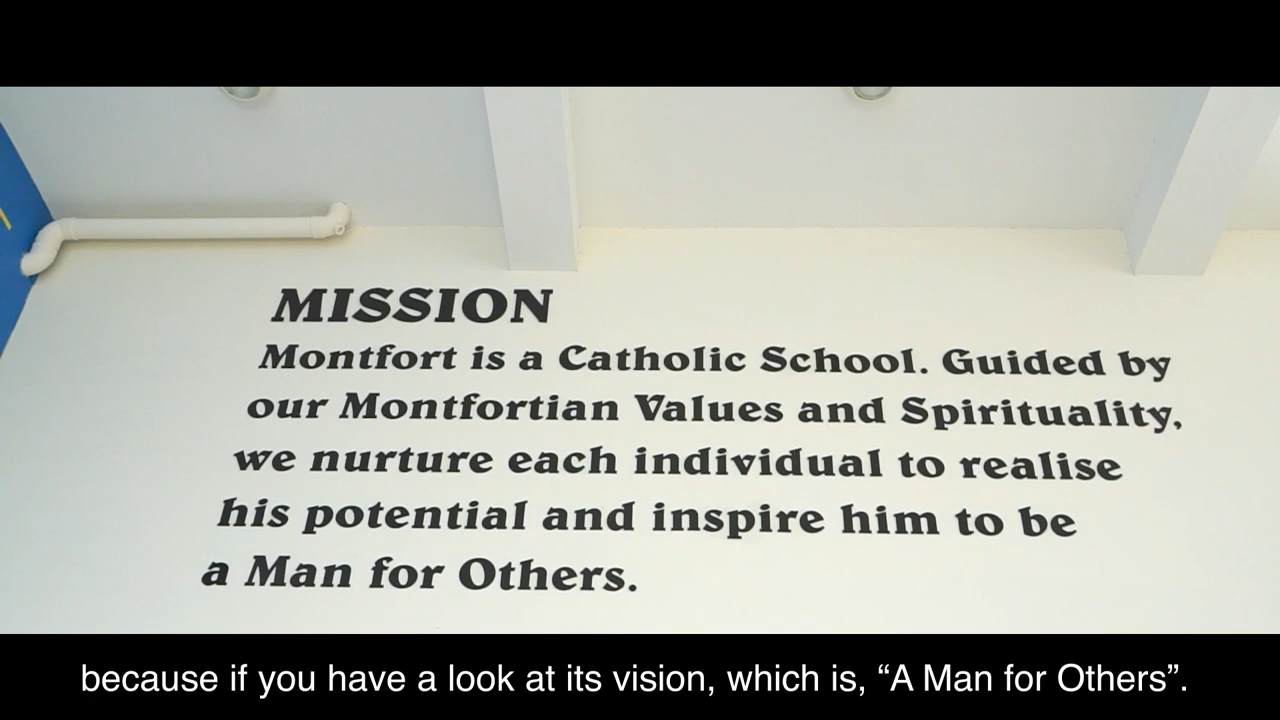 MISSION
Montfort is a Catholic School. Guided by
our Montfortian Values and Spirituality,
we nurture each individual to realise
his potential and inspire him to be
a Man for Others.
because if you have a look at its vision, which is, “A Man for Others”.